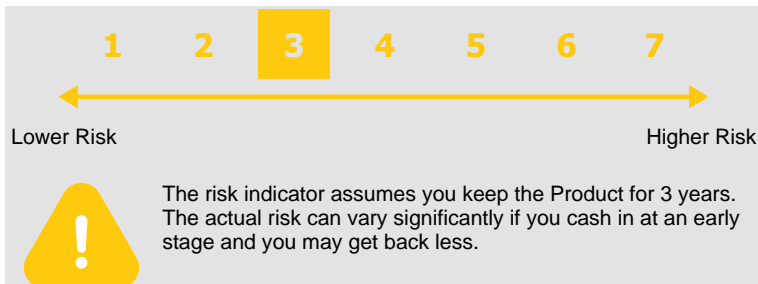 1 2 3 4 5 6 7
Lower Risk Higher Risk
The risk indicator assumes you keep the Product for 3 years.
The actual risk can vary significantly if you cash in at an early
stage and you may get back less.